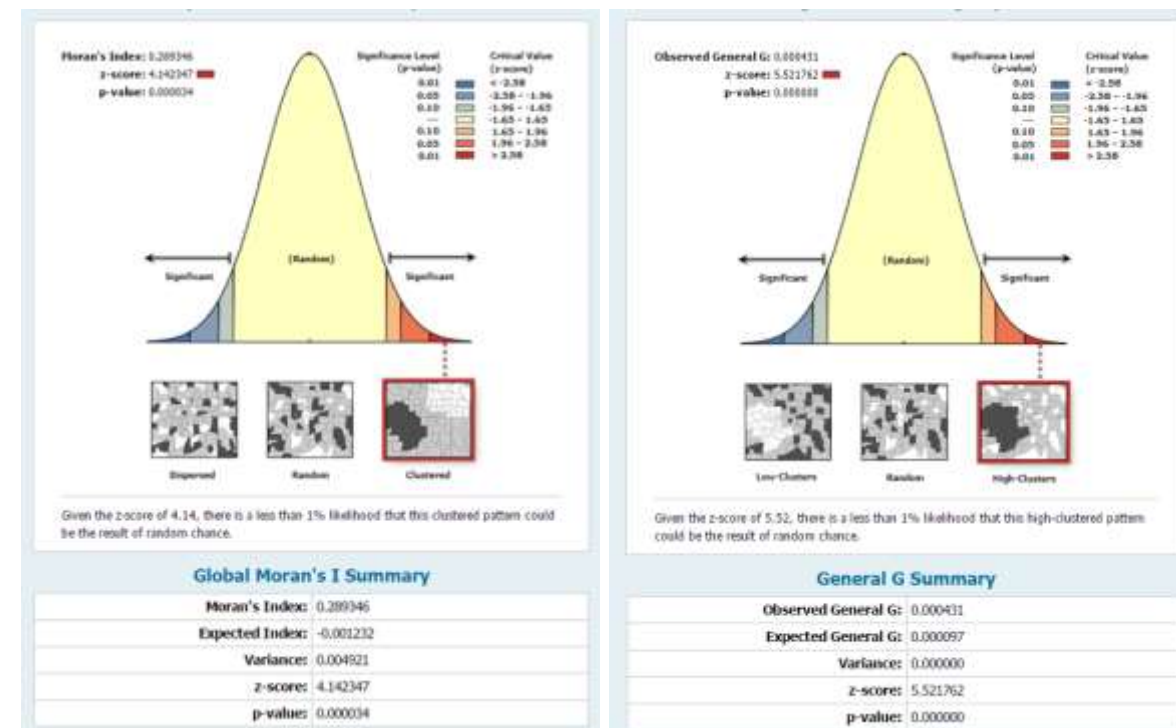 Moran's Index: 0.289346
z-score: 4.142347
p-value: 0.000034
Significance Level (p-value)
Critical Value (z-score)
0.01 < -2.58
0.05 -2.58 - -1.96
0.10 -1.96 - -1.65
--- -1.65 - 1.65
0.10 1.65 - 1.96
0.05 1.96 - 2.58
0.01 > 2.58
(Random)
Significant
Significant
Dispersed
Random
Clustered
Given the z-score of 4.14, there is a less than 1% likelihood that this clustered pattern could
be the result of random chance.
Global Moran's I Summary
Moran's Index: 0.289346
Expected Index: -0.001232
Variance: 0.004921
z-score: 4.142347
p-value: 0.000034
Observed General G: 0.000431
z-score: 5.521762
p-value: 0.000000
Significance Level (p-value)
Critical Value (z-score)
0.01 < -2.58
0.05 -2.58 - -1.96
0.10 -1.96 - -1.65
--- -1.65 - 1.65
0.10 1.65 - 1.96
0.05 1.96 - 2.58
0.01 > 2.58
(Random)
Significant
Significant
Low-Clusters
Random
High-Clusters
Given the z-score of 5.52, there is a less than 1% likelihood that this high-clustered pattern
could be the result of random chance.
General G Summary
Observed General G: 0.000431
Expected General G: 0.000097
Variance: 0.000000
z-score: 5.521762
p-value: 0.000000